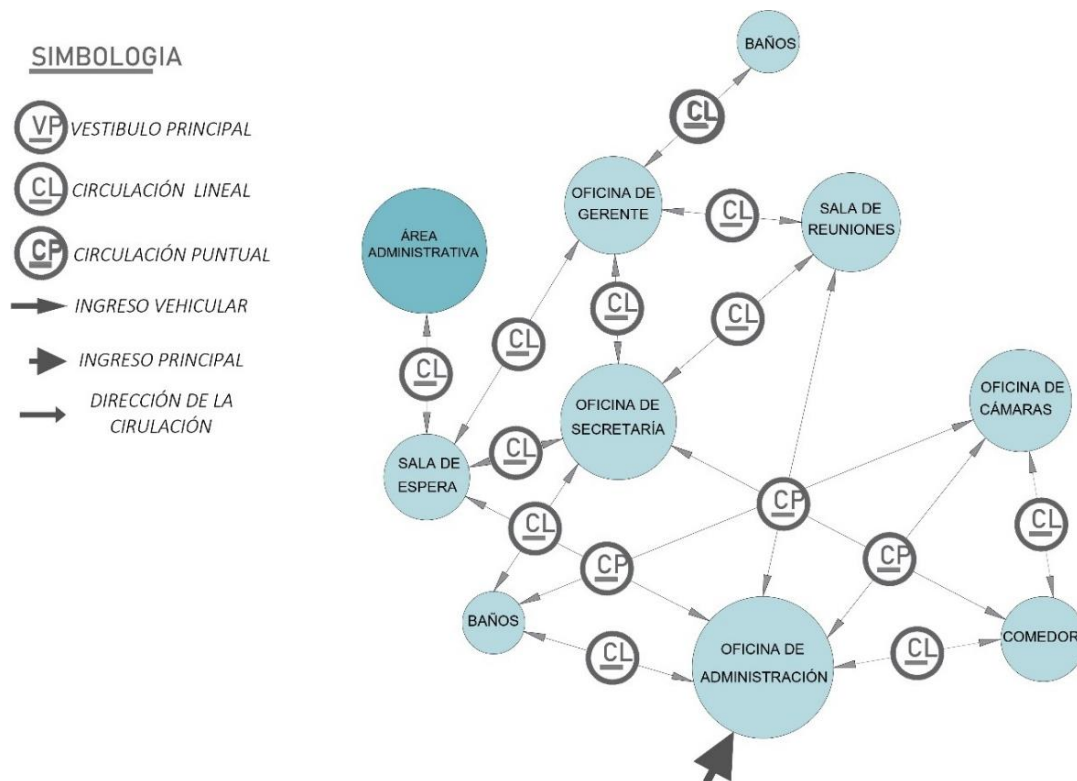 SIMBOLOGIA
VP VESTIBULO PRINCIPAL
CL CIRCULACIÓN LINEAL
CP CIRCULACIÓN PUNTUAL
INGRESO VEHICULAR
INGRESO PRINCIPAL
DIRECCIÓN DE LA
CIRULACIÓN
BAÑOS
CL
OFICINA DE
GERENTE
CL
SALA DE
REUNIONES
ÁREA
ADMINISTRATIVA
CL
CL
CL
CL
OFICINA DE
CÁMARAS
OFICINA DE
SECRETARÍA
CL
SALA DE
ESPERA
CP
CL
CL
CP
CP
BAÑOS
CL
OFICINA DE
ADMINISTRACIÓN
CL
COMEDOR